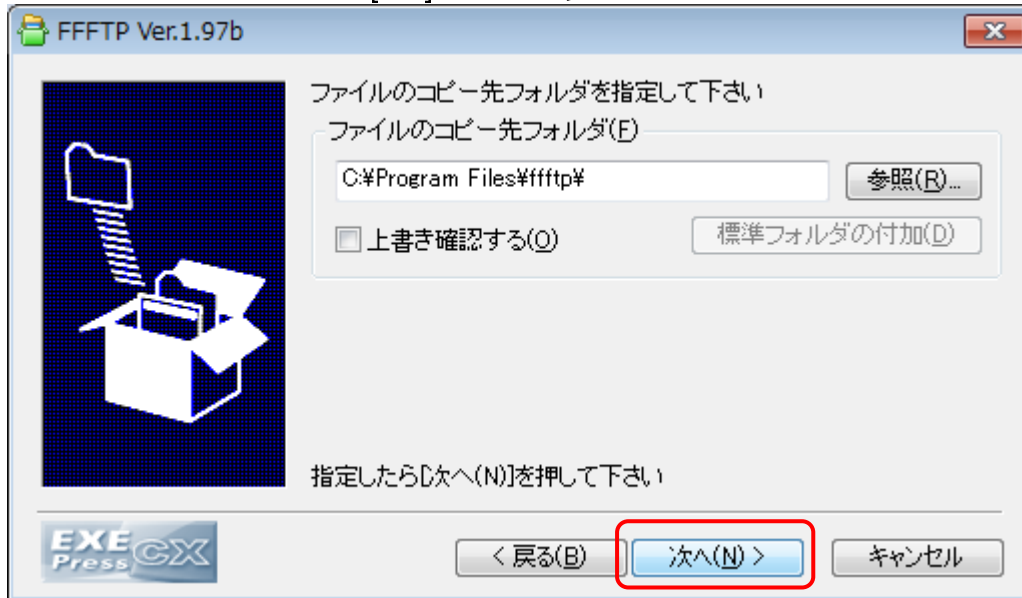 FFFTP Ver.1.97b
ファイルのコピー先フォルダを指定して下さい
ファイルのコピー先フォルダ(F)
C:¥Program Files¥ffftp¥
参照(R)...
上書き確認する(O)
標準フォルダの付加(D)
指定したら[次へ(N)]を押して下さい
EXE
Press CX
< 戻る(B)
次へ(N) >
キャンセル